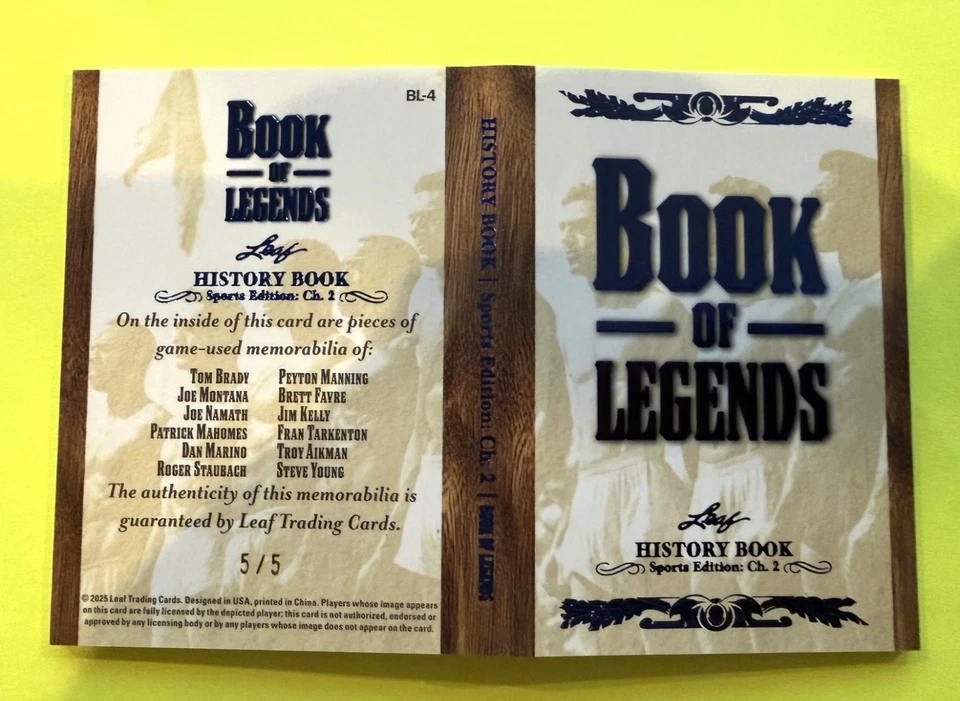 BL-4
BOOK
OF
LEGENDS
Leaf
HISTORY BOOK
Sports Edition: Ch. 2
On the inside of this card are pieces of
game-used memorabilia of:
TOM BRADY PEYTON MANNING
JOE MONTANA BRETT FAVRE
JOE NAMATH JIM KELLY
PATRICK MAHOMES FRAN TARKENTON
DAN MARINO TROY AIKMAN
ROGER STAUBACH STEVE YOUNG
The authenticity of this memorabilia is
guaranteed by Leaf Trading Cards.
5/5
© 2025 Leaf Trading Cards. Designed in USA, printed in China. Players whose image appears
on this card are fully licensed by the depicted player; this card is not authorized, endorsed or
approved by any licensing body or by any players whose image does not appear on the card.
HISTORY BOOK | Sports Edition: Ch. 2 | BOOK OF LEGENDS
BOOK
OF
LEGENDS
Leaf
HISTORY BOOK
Sports Edition: Ch. 2